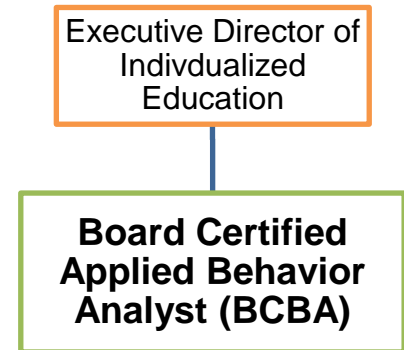 Executive Director of
Indivdualized
Education
Board Certified
Applied Behavior
Analyst (BCBA)